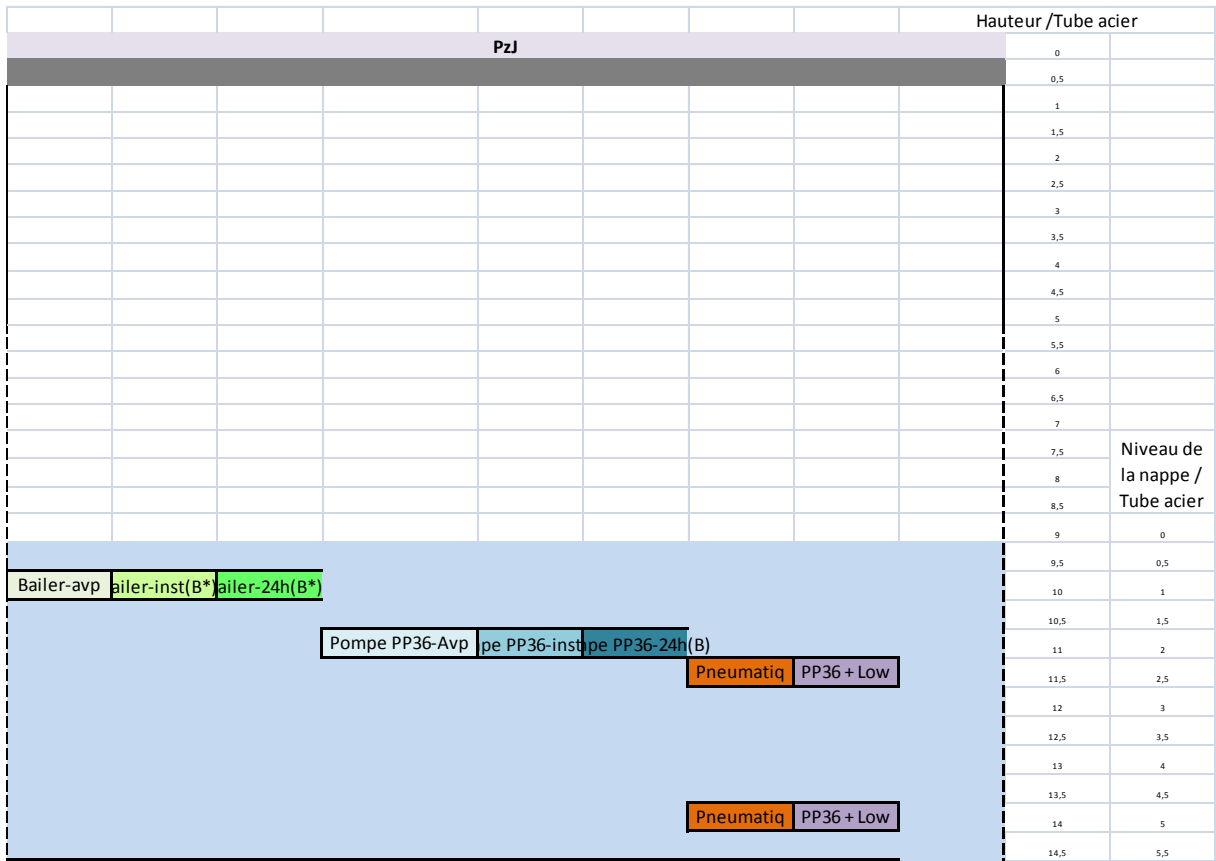 Hauteur /Tube acier
PzJ
0
0,5
1
1,5
2
2,5
3
3,5
4
4,5
5
5,5
6
6,5
7
7,5
8
8,5
Niveau de
la nappe /
Tube acier
9 0
9,5 0,5
Bailer-avp ailer-inst(B*) ailer-24h(B*) 10 1
10,5 1,5
Pompe PP36-Avp pe PP36-inst pe PP36-24h(B) 11 2
Pneumatiq PP36 + Low 11,5 2,5
12 3
12,5 3,5
13 4
13,5 4,5
Pneumatiq PP36 + Low 14 5
14,5 5,5